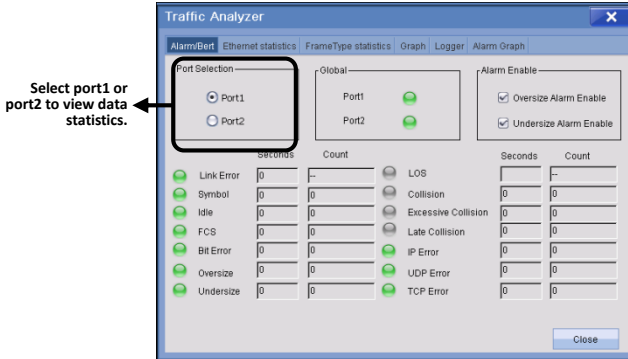 Traffic Analyzer
Alarm/Bert Ethernet statistics FrameType statistics Graph Logger Alarm Graph
Select port1 or
port2 to view data
statistics.
Port Selection
Port1
Port2
Global
Port1
Port2
Alarm Enable
Oversize Alarm Enable
Undersize Alarm Enable
Seconds Count
Link Error 0 --
Symbol 0 0
Idle 0 0
FCS 0 0
Bit Error 0 0
Oversize 0 0
Undersize 0 0
Seconds Count
LOS --
Collision 0 0
Excessive Collision 0 0
Late Collision 0 0
IP Error 0 0
UDP Error 0 0
TCP Error 0 0
Close